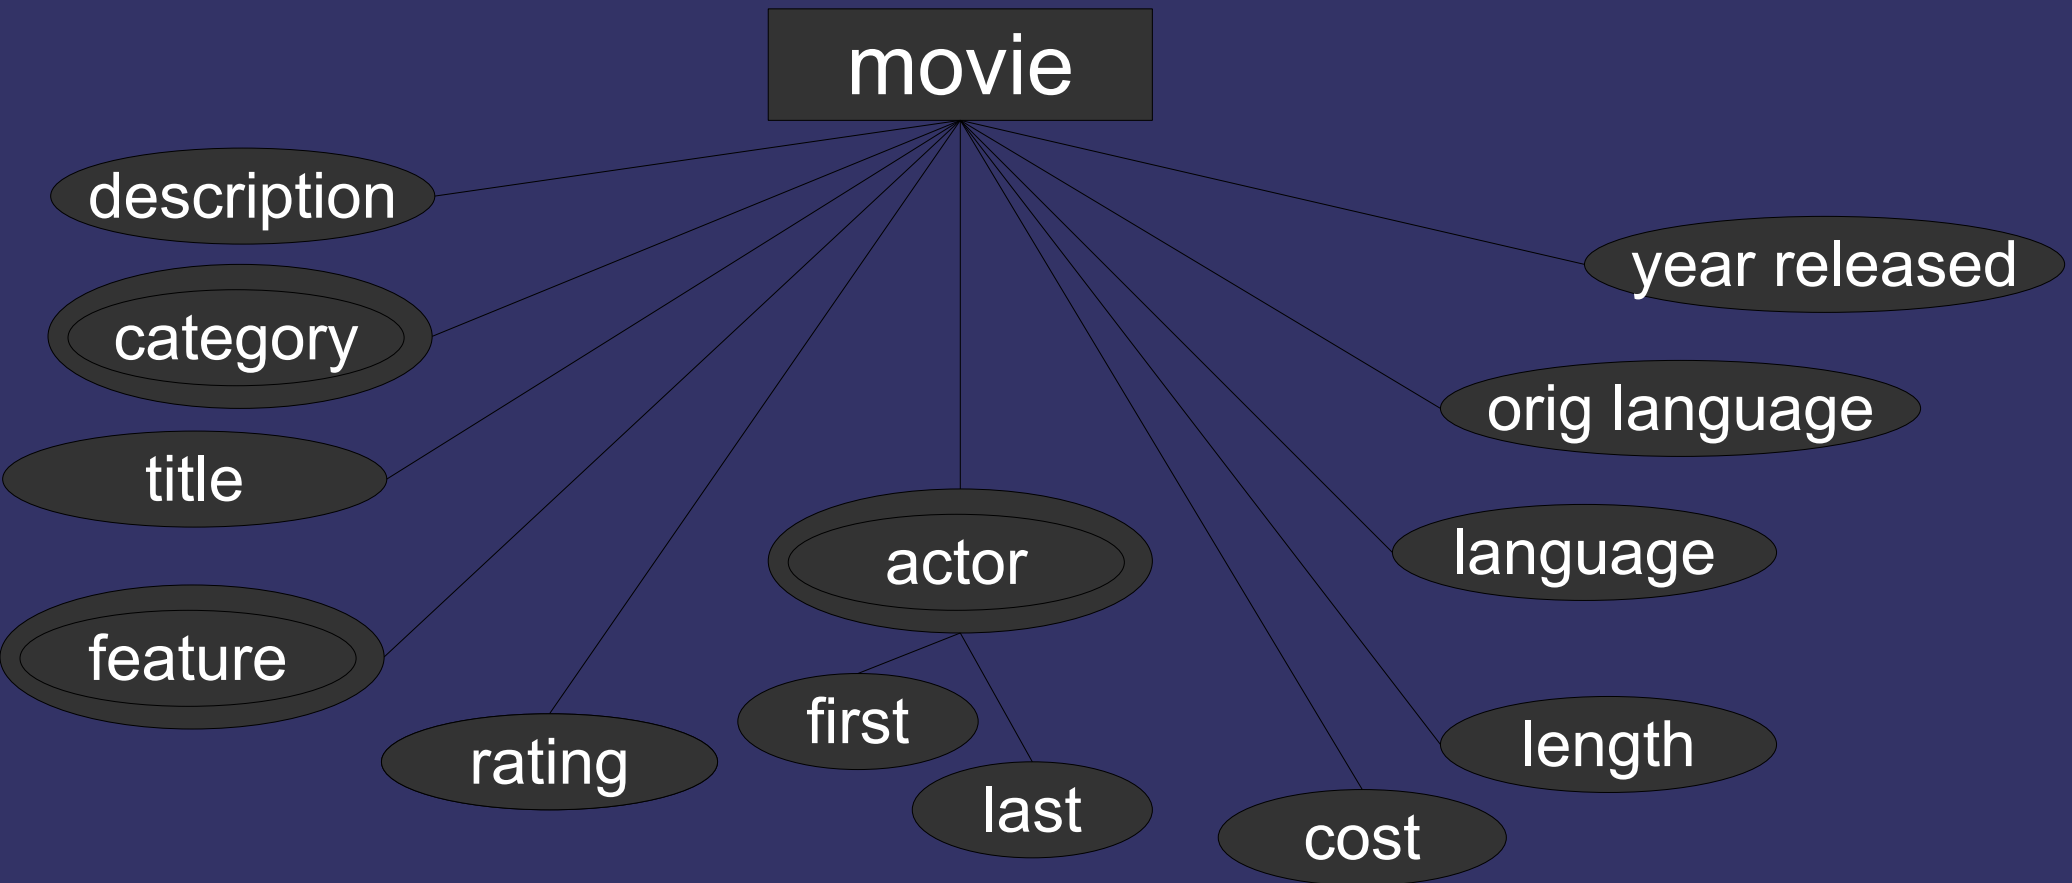 movie
description
year released
category
orig language
title
language
actor
feature
first
length
rating
last
cost